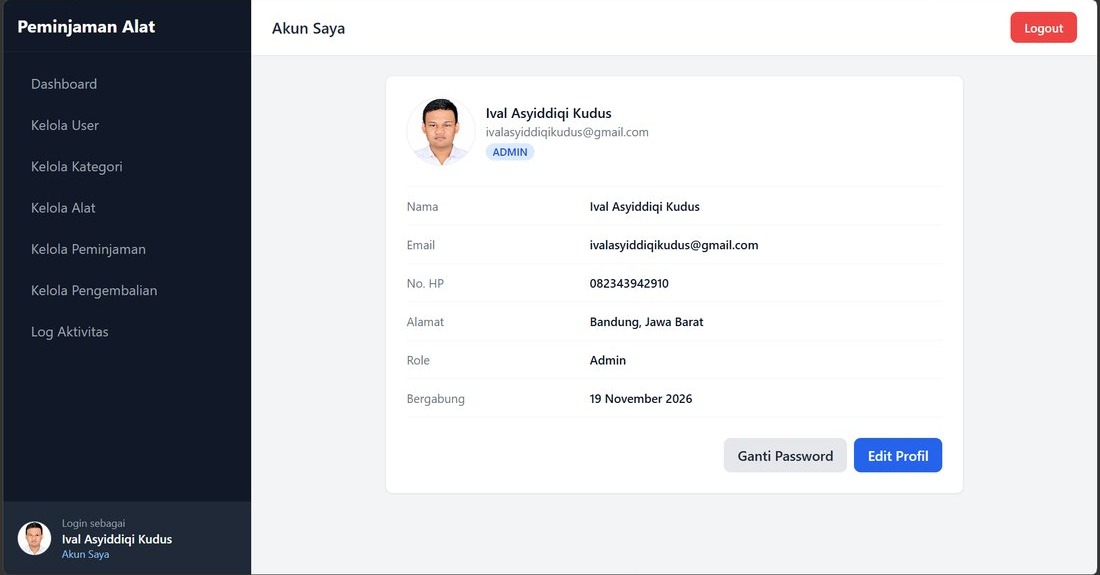 Peminjaman Alat
Dashboard
Kelola User
Kelola Kategori
Kelola Alat
Kelola Peminjaman
Kelola Pengembalian
Log Aktivitas
Login sebagai
Ival Asyiddiqi Kudus
Akun Saya
Akun Saya
Logout
Ival Asyiddiqi Kudus
ivalasyiddiqikudus@gmail.com
ADMIN
Nama Ival Asyiddiqi Kudus
Email ivalasyiddiqikudus@gmail.com
No. HP 082343942910
Alamat Bandung, Jawa Barat
Role Admin
Bergabung 19 November 2026
Ganti Password Edit Profil